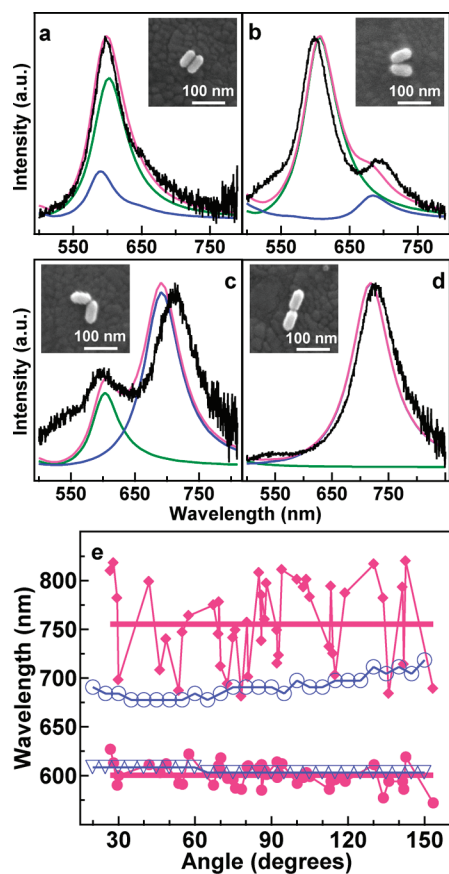 a
b
100 nm
100 nm
Intensity (a.u.)
550 650 750
550 650 750
c
d
100 nm
100 nm
Intensity (a.u.)
550 650 750
550 650 750
Wavelength (nm)
e
800
750
700
650
600
Wavelength (nm)
30 60 90 120 150
Angle (degrees)